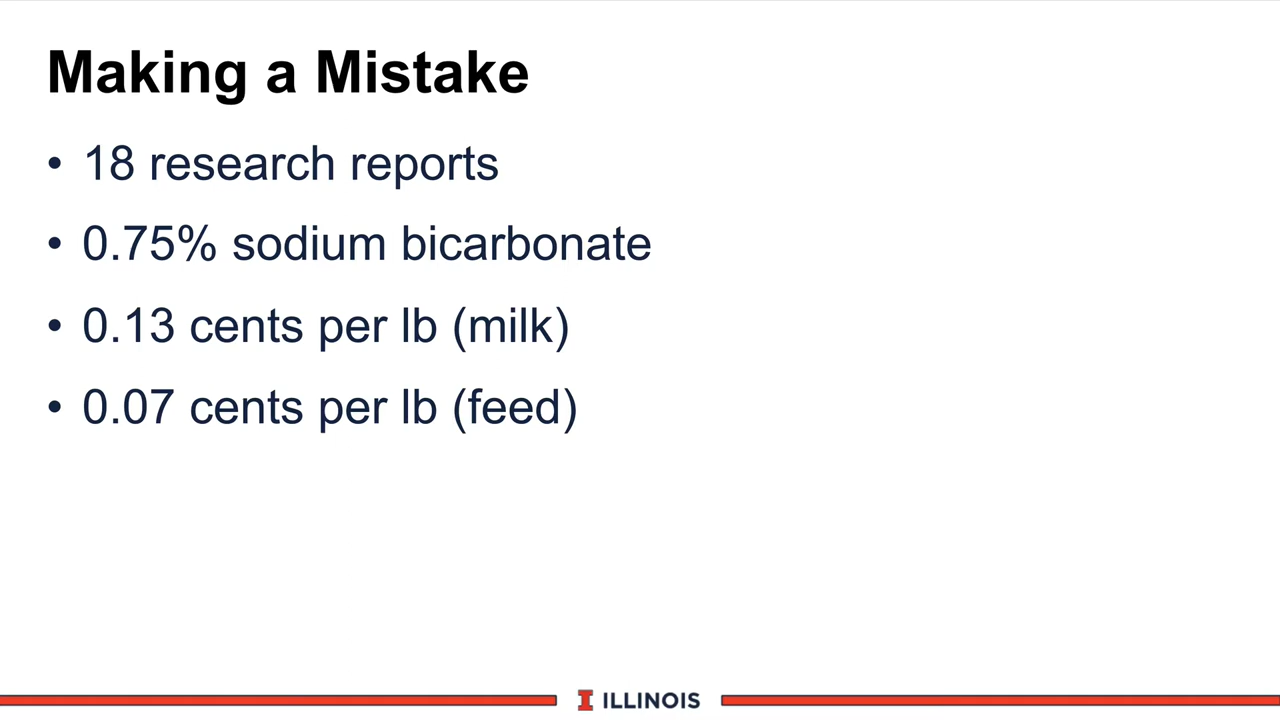 Making a Mistake
• 18 research reports
• 0.75% sodium bicarbonate
• 0.13 cents per lb (milk)
• 0.07 cents per lb (feed)
I ILLINOIS